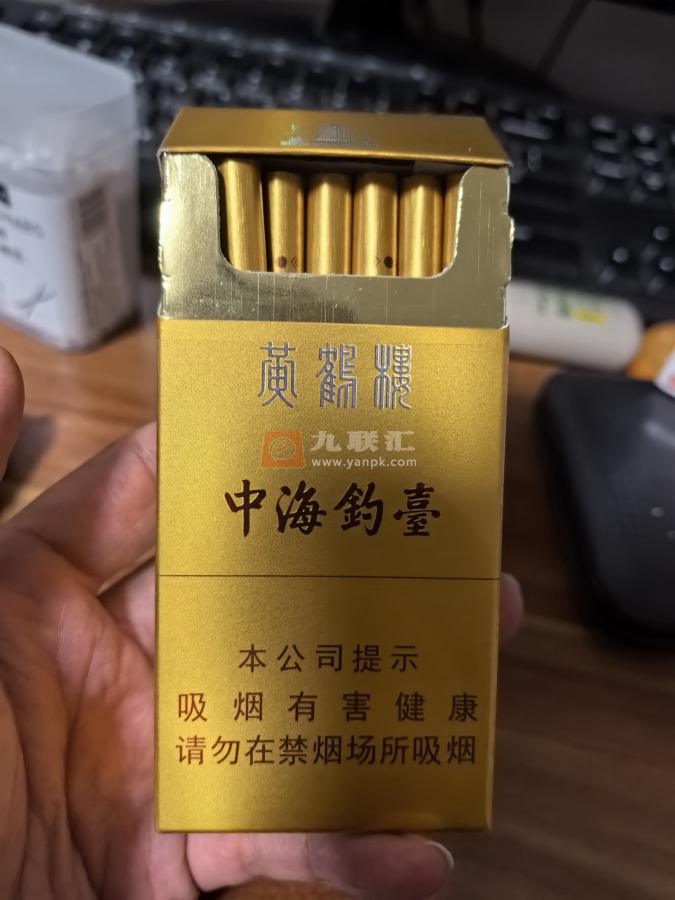 黄鹤楼
九联汇
www.yanpk.com
中海釣臺
本公司提示
吸烟有害健康
请勿在禁烟场所吸烟